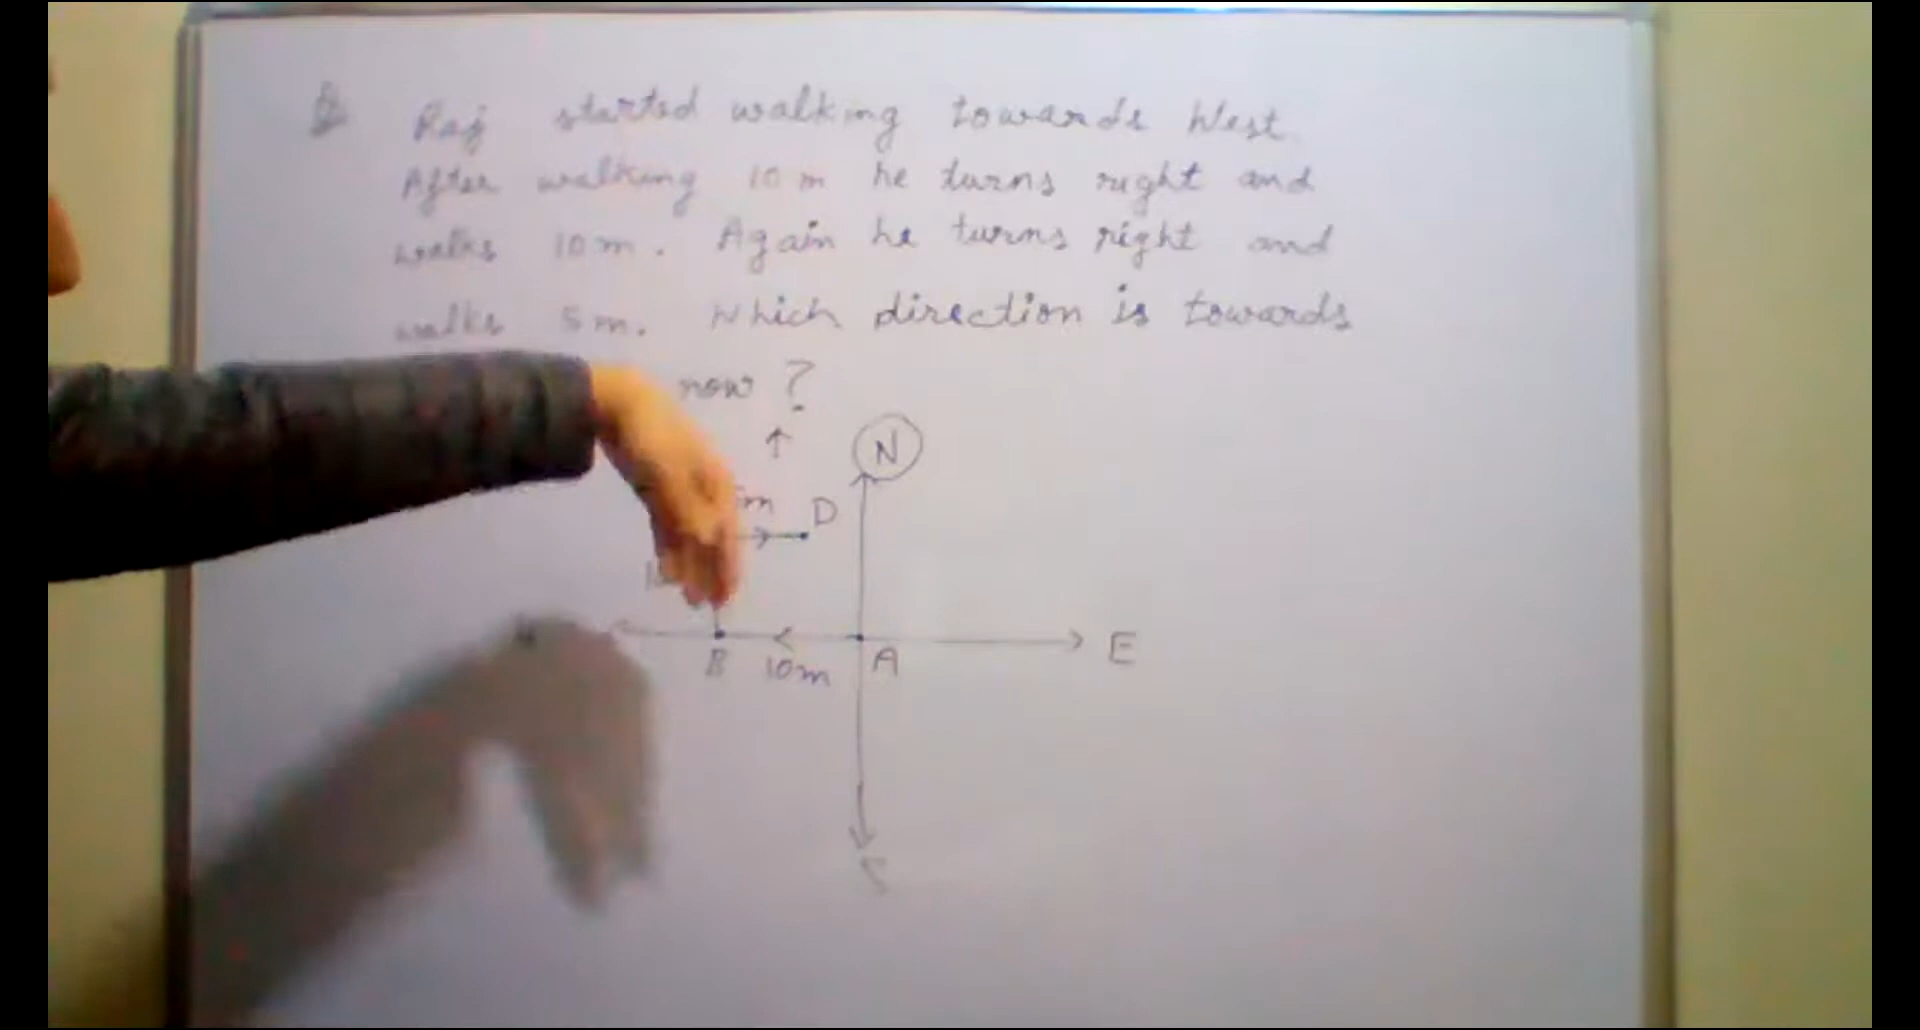 Q Raj started walking towards West
After walking 10 m he turns right and
walks 10 m. Again he turns right and
walks 5 m. Which direction is towards
now ?
N
m D
B 10m A E
S